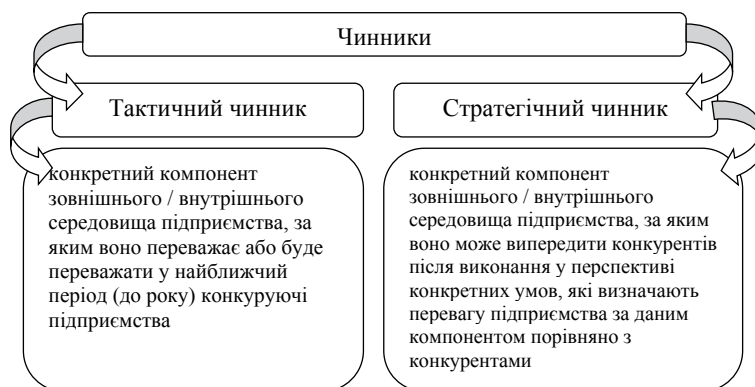 Чинники
Тактичний чинник
Стратегічний чинник
конкретний компонент
зовнішнього / внутрішнього
середовища підприємства, за
яким воно переважає або буде
переважати у найближчий
період (до року) конкуруючі
підприємства
конкретний компонент
зовнішнього / внутрішнього
середовища підприємства, за яким
воно може випередити конкурентів
після виконання у перспективі
конкретних умов, які визначають
перевагу підприємства за даним
компонентом порівняно з
конкурентами